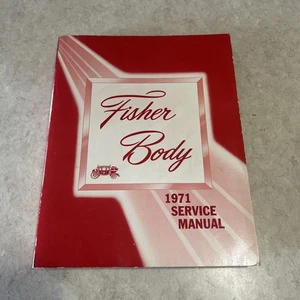 Fisher
Body
1971
SERVICE
MANUAL